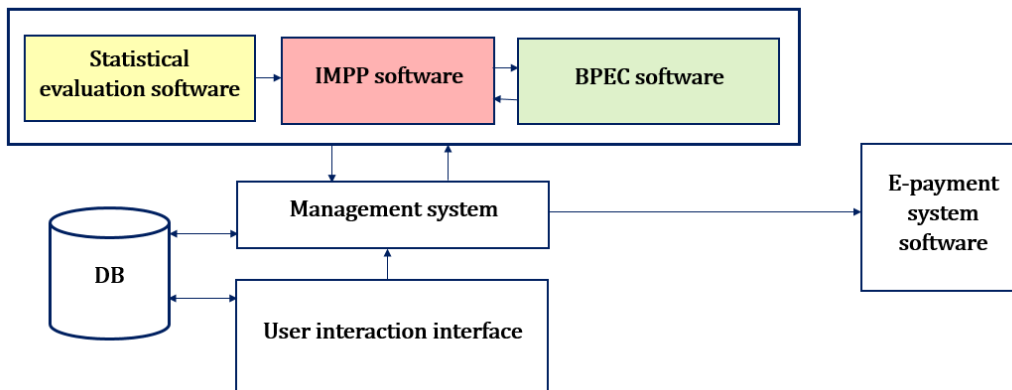 Statistical
evaluation software
IMPP software
BPEC software
Management system
E-payment
system
software
DB
User interaction interface